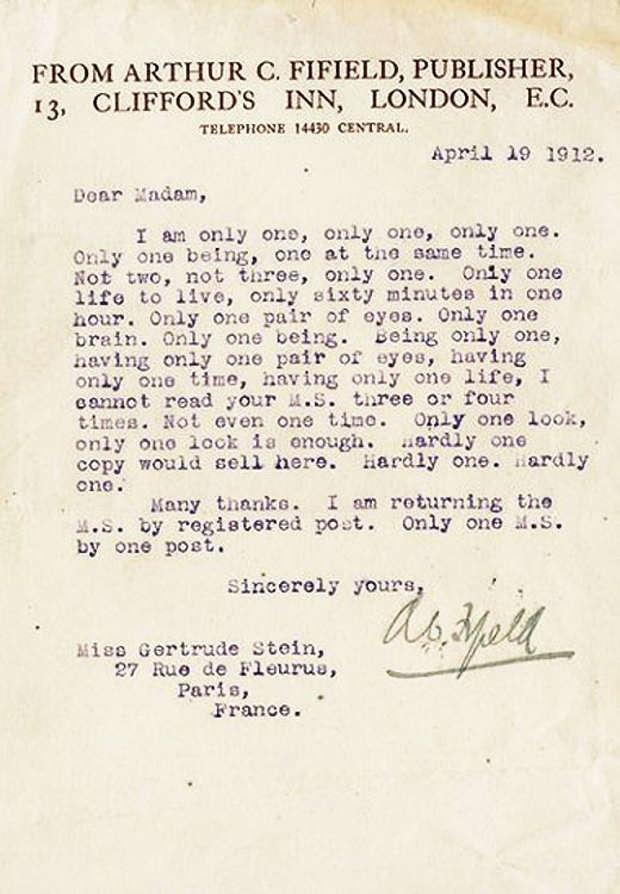 FROM ARTHUR C. FIFIELD, PUBLISHER,
13, CLIFFORD'S INN, LONDON, E.C.
TELEPHONE 14430 CENTRAL.
April 19 1912.
Dear Madam,
I am only one, only one, only one.
Only one being, one at the same time.
Not two, not three, only one. Only one
life to live, only sixty minutes in one
hour. Only one pair of eyes. Only one
brain. Only one being. Being only one,
having only one pair of eyes, having
only one time, having only one life, I
cannot read your M.S. three or four
times. Not even one time. Only one look,
only one look is enough. Hardly one
copy would sell here. Hardly one. Hardly
one.
Many thanks. I am returning the
M.S. by registered post. Only one M.S.
by one post.
Sincerely yours,
A.C. Fifield
Miss Gertrude Stein,
27 Rue de Fleurus,
Paris,
France.